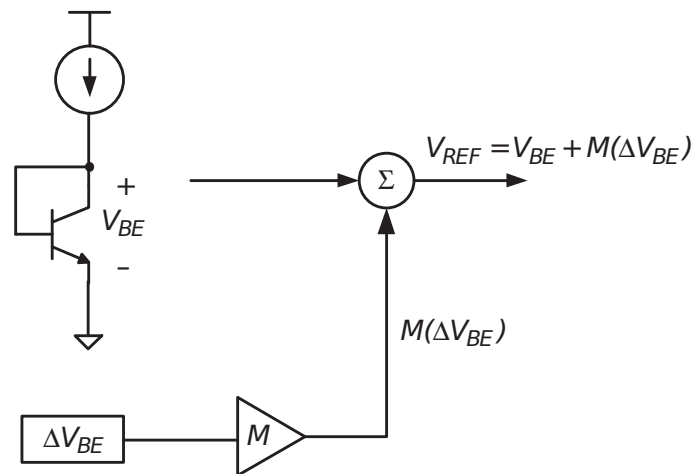 +
V_BE
–
Σ
V_REF = V_BE + M(ΔV_BE)
M(ΔV_BE)
ΔV_BE
M